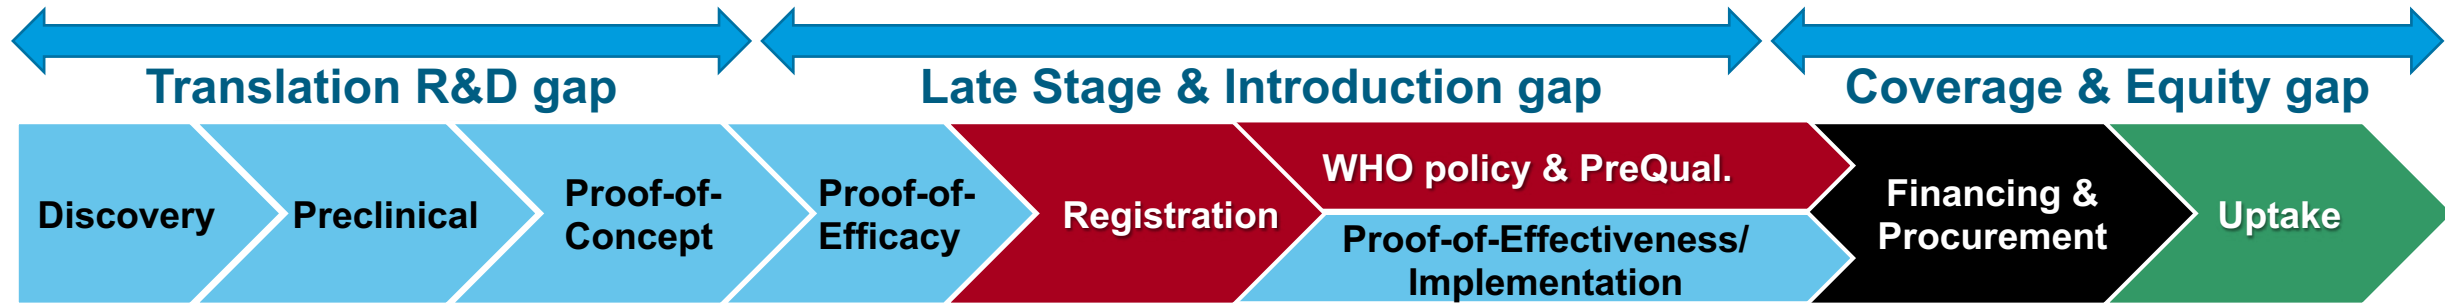 Translation R&D gap
Late Stage & Introduction gap
Coverage & Equity gap
Discovery
Preclinical
Proof-of-
Concept
Proof-of-
Efficacy
Registration
WHO policy & PreQual.
Proof-of-Effectiveness/
Implementation
Financing &
Procurement
Uptake